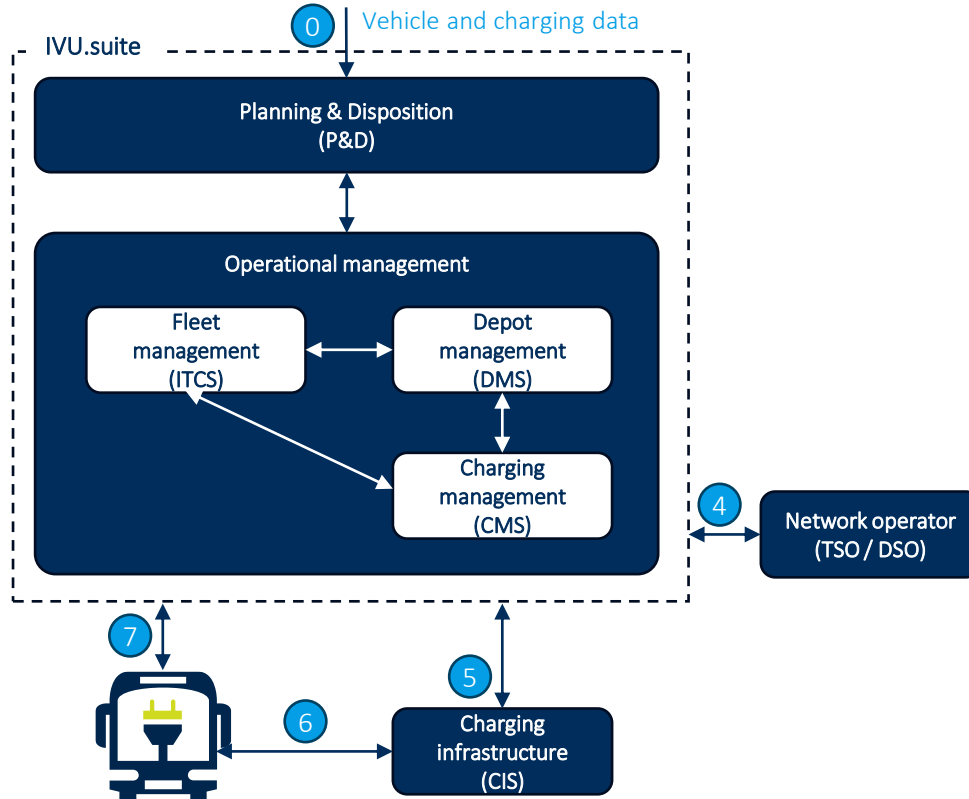 0
Vehicle and charging data
IVU.suite
Planning & Disposition
(P&D)
Operational management
Fleet
management
(ITCS)
Depot
management
(DMS)
Charging
management
(CMS)
4
Network operator
(TSO / DSO)
7
5
6
Charging
infrastructure
(CIS)